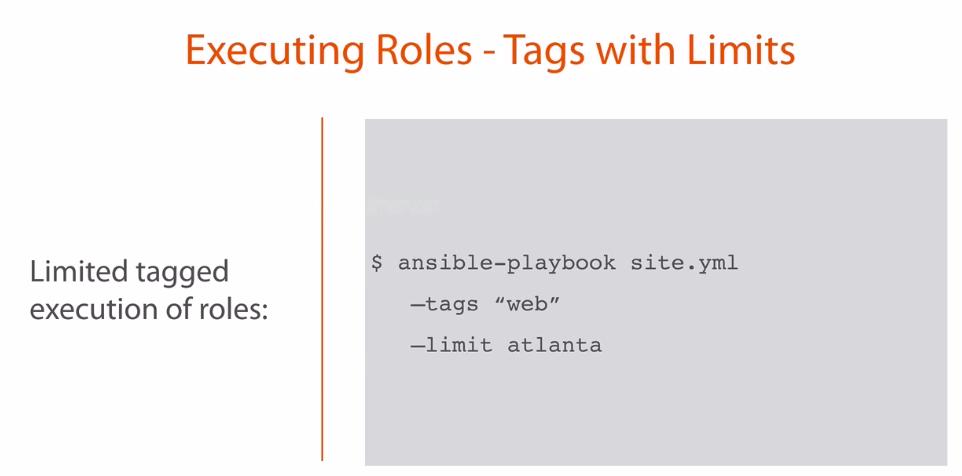 Executing Roles - Tags with Limits
Limited tagged
execution of roles:
$ ansible-playbook site.yml
—tags “web”
—limit atlanta